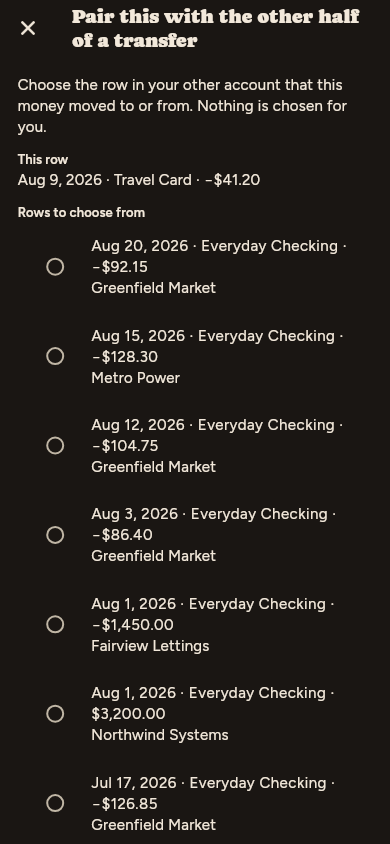 Pair this with the other half
of a transfer
Choose the row in your other account that this
money moved to or from. Nothing is chosen for
you.
This row
Aug 9, 2026 · Travel Card · −$41.20
Rows to choose from
Aug 20, 2026 · Everyday Checking ·
−$92.15
Greenfield Market
Aug 15, 2026 · Everyday Checking ·
−$128.30
Metro Power
Aug 12, 2026 · Everyday Checking ·
−$104.75
Greenfield Market
Aug 3, 2026 · Everyday Checking ·
−$86.40
Greenfield Market
Aug 1, 2026 · Everyday Checking ·
−$1,450.00
Fairview Lettings
Aug 1, 2026 · Everyday Checking ·
$3,200.00
Northwind Systems
Jul 17, 2026 · Everyday Checking ·
−$126.85
Greenfield Market